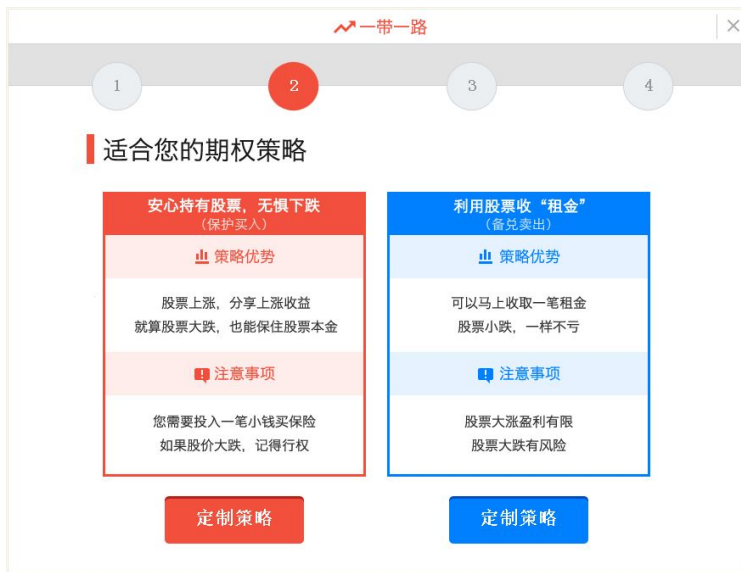 一带一路
1
2
3
4
适合您的期权策略
安心持有股票，无惧下跌
（保护买入）
策略优势
股票上涨，分享上涨收益
就算股票大跌，也能保住股票本金
注意事项
您需要投入一笔小钱买保险
如果股价大跌，记得行权
定制策略
利用股票收“租金”
（备兑卖出）
策略优势
可以马上收取一笔租金
股票小跌，一样不亏
注意事项
股票大涨盈利有限
股票大跌有风险
定制策略